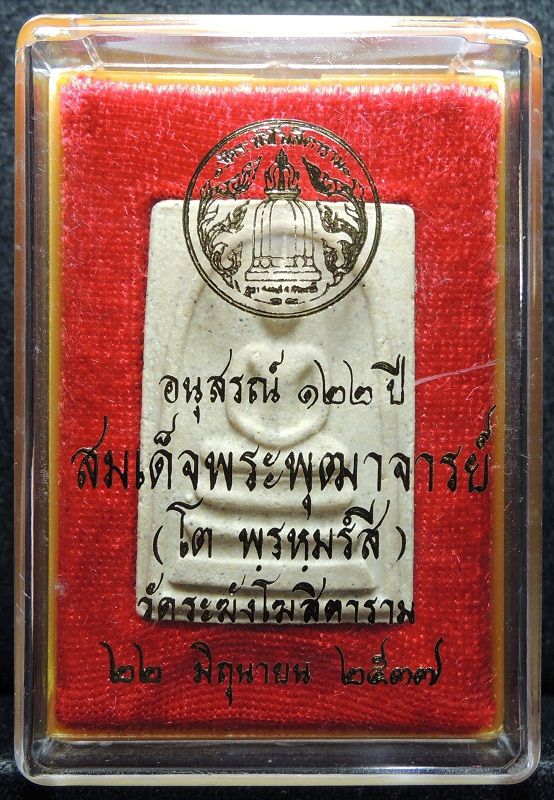 อนุสรณ์ ๑๒๒ ปี
สมเด็จพระพุฒาจารย์
(โต พฺรหฺมรํสี)
วัดระฆังโฆสิตาราม
๒๒ มิถุนายน ๒๕๓๗